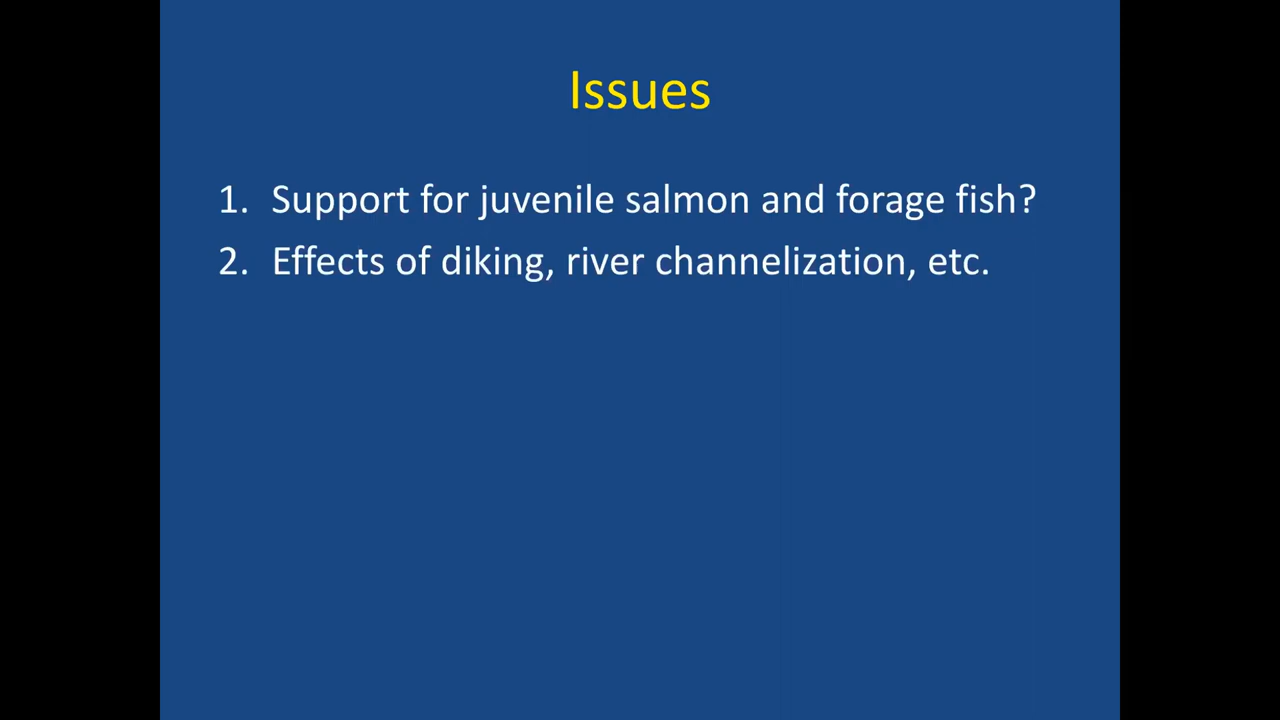 Issues
1. Support for juvenile salmon and forage fish?
2. Effects of diking, river channelization, etc.